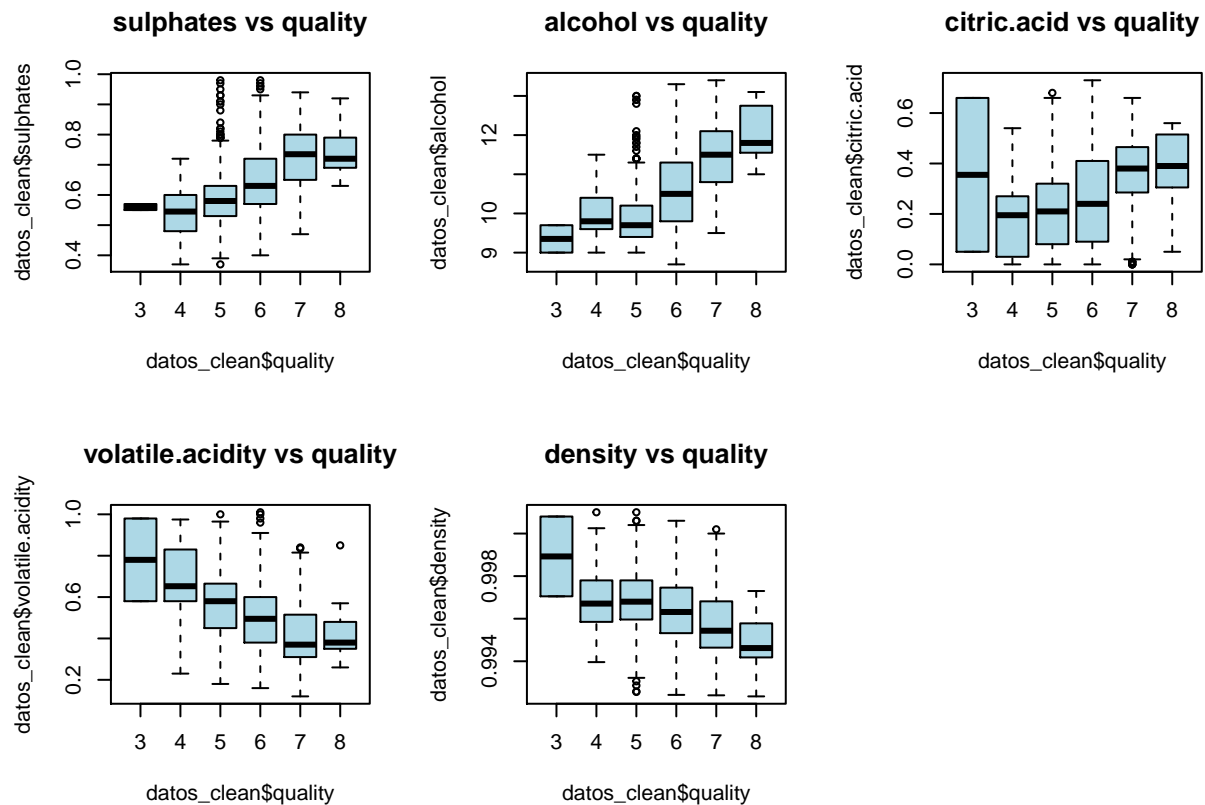 sulphates vs quality
datos_clean$sulphates
0.4 0.6 0.8 1.0
3 4 5 6 7 8
datos_clean$quality
alcohol vs quality
datos_clean$alcohol
9 10 12
3 4 5 6 7 8
datos_clean$quality
citric.acid vs quality
datos_clean$citric.acid
0.0 0.2 0.4 0.6
3 4 5 6 7 8
datos_clean$quality
volatile.acidity vs quality
datos_clean$volatile.acidity
0.2 0.6 1.0
3 4 5 6 7 8
datos_clean$quality
density vs quality
datos_clean$density
0.994 0.998
3 4 5 6 7 8
datos_clean$quality